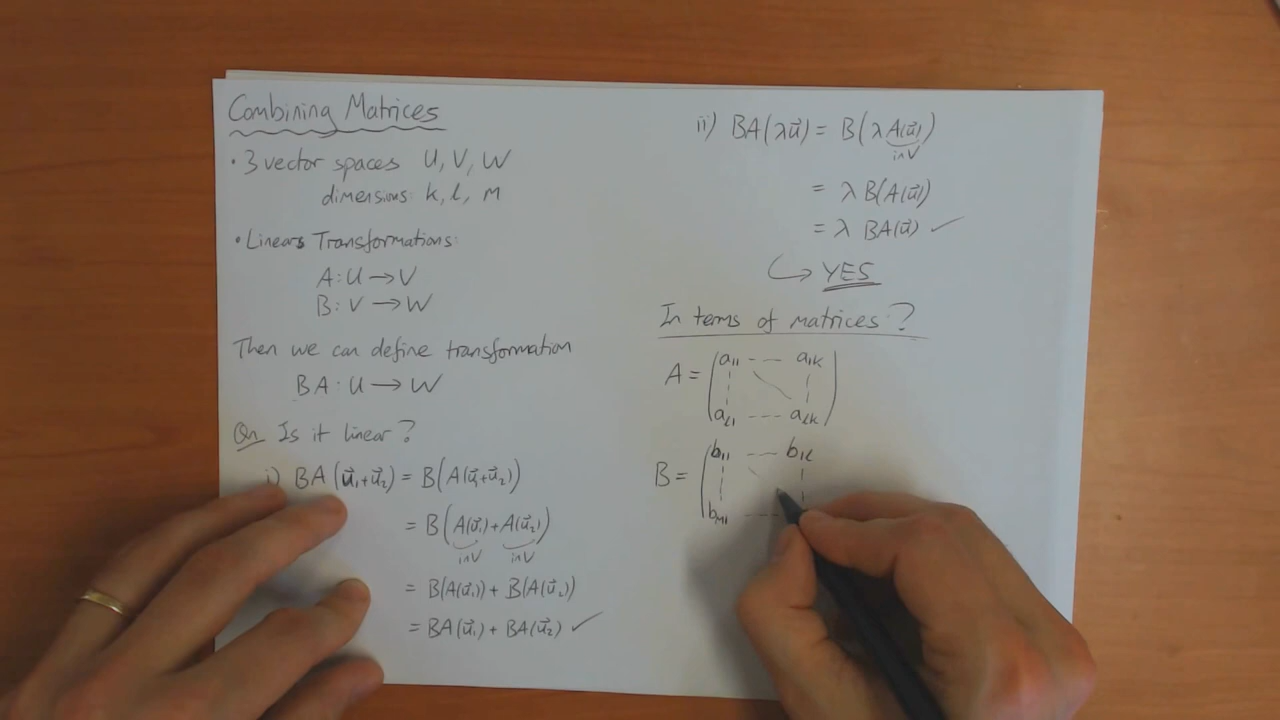 Combining Matrices
• 3 vector spaces U, V, W
dimensions: k, l, m
• Linear Transformations:
A: U → V
B: V → W
Then we can define transformation
BA: U → W
Qn Is it linear?
i) BA(u⃗₁+u⃗₂) = B(A(u⃗₁+u⃗₂))
= B(A(u⃗₁)+A(u⃗₂))
in V in V
= B(A(u⃗₁)) + B(A(u⃗₂))
= BA(u⃗₁) + BA(u⃗₂) ✓
ii) BA(λu⃗) = B(λA(u⃗))
in V
= λ B(A(u⃗))
= λ BA(u⃗) ✓
↪ YES
In terms of matrices?
A = (a₁₁ -- a₁ₖ
aₗ₁ --- aₗₖ)
B = (b₁₁ -- b₁ₗ
bₘ₁ ---